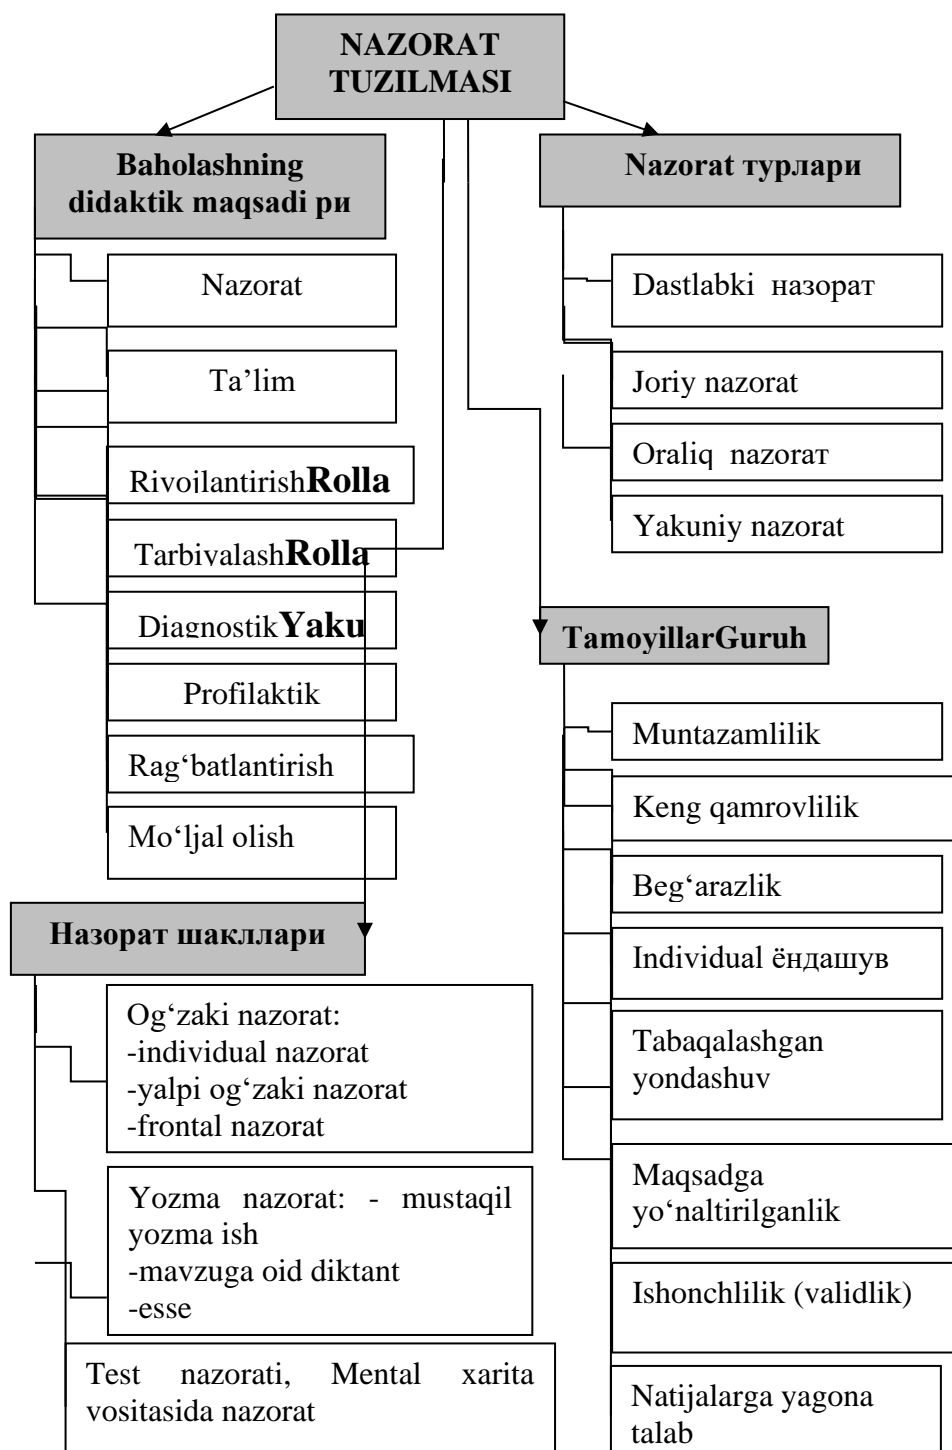 NAZORAT
TUZILMASI
Baholashning
didaktik maqsadi ри
Nazorat
Ta’lim
RivojlantirishRolla
TarbiyalashRolla
DiagnostikYaku
Profilaktik
Rag‘batlantirish
Mo‘ljal olish
Nazorat турлари
Dastlabki назорат
Joriy nazorat
Oraliq nazoraт
Yakuniy nazorat
TamoyillarGuruh
Muntazamlilik
Keng qamrovlilik
Beg‘arazlik
Individual ёндашув
Tabaqalashgan
yondashuv
Maqsadga
yo‘naltirilganlik
Ishonchlilik (validlik)
Natijalarga yagona
talab
Назорат шакллари
Og‘zaki nazorat:
-individual nazorat
-yalpi og‘zaki nazorat
-frontal nazorat
Yozma nazorat: - mustaqil
yozma ish
-mavzuga oid diktant
-esse
Test nazorati, Mental xarita
vositasida nazorat